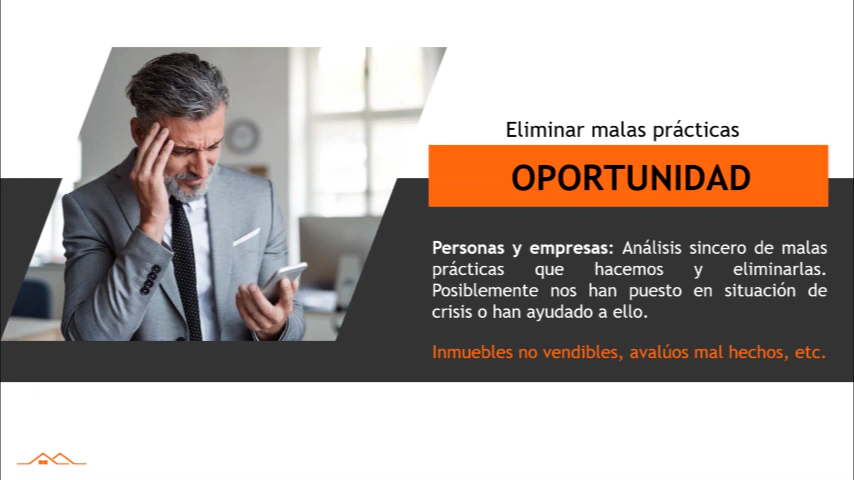 Eliminar malas prácticas
OPORTUNIDAD
Personas y empresas: Análisis sincero de malas
prácticas que hacemos y eliminarlas.
Posiblemente nos han puesto en situación de
crisis o han ayudado a ello.
Inmuebles no vendibles, avalúos mal hechos, etc.